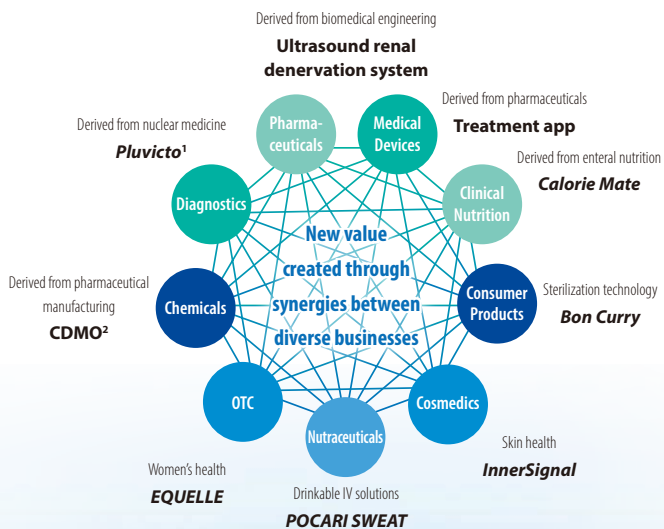 Derived from biomedical engineering
Ultrasound renal
denervation system
Derived from pharmaceuticals
Treatment app
Derived from nuclear medicine
Pluvicto¹
Pharma-
ceuticals
Medical
Devices
Derived from enteral nutrition
Calorie Mate
Diagnostics
Clinical
Nutrition
New value
created through
synergies between
diverse businesses
Derived from pharmaceutical
manufacturing
CDMO²
Chemicals
Consumer
Products
Sterilization technology
Bon Curry
OTC
Cosmedics
Nutraceuticals
Skin health
InnerSignal
Women's health
EQUELLE
Drinkable IV solutions
POCARI SWEAT